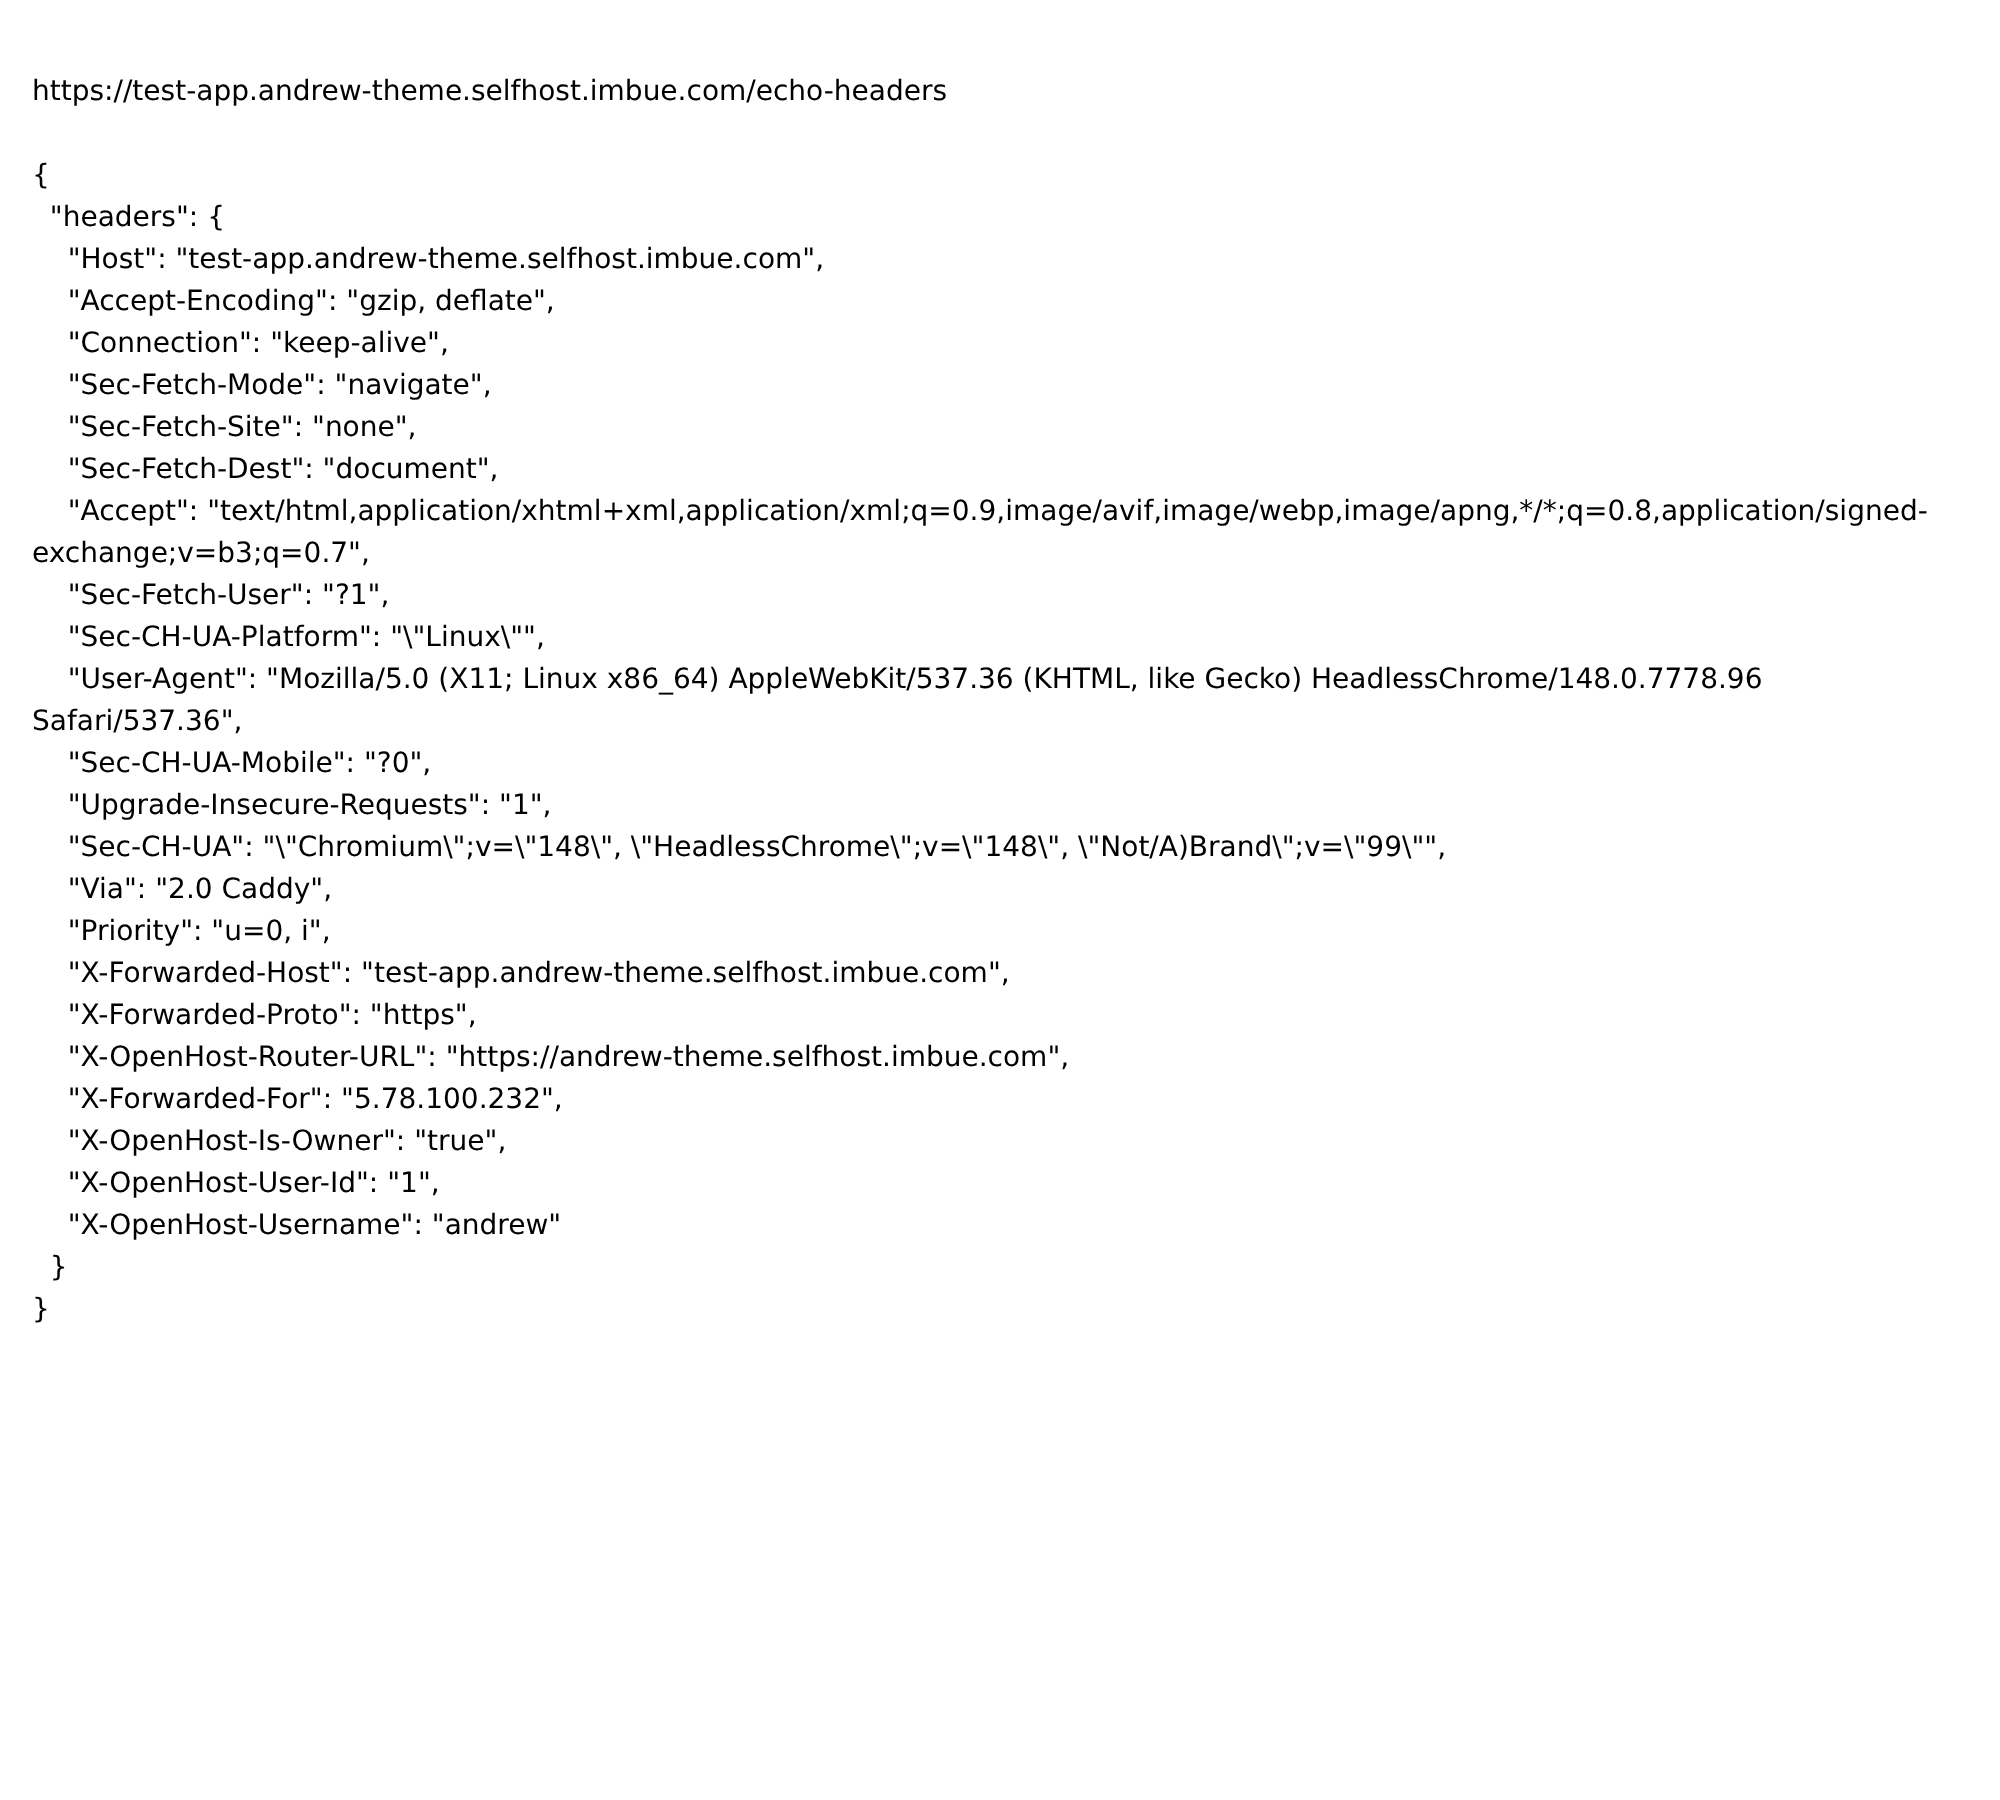 https://test-app.andrew-theme.selfhost.imbue.com/echo-headers

{
  "headers": {
    "Host": "test-app.andrew-theme.selfhost.imbue.com",
    "Accept-Encoding": "gzip, deflate",
    "Connection": "keep-alive",
    "Sec-Fetch-Mode": "navigate",
    "Sec-Fetch-Site": "none",
    "Sec-Fetch-Dest": "document",
    "Accept": "text/html,application/xhtml+xml,application/xml;q=0.9,image/avif,image/webp,image/apng,*/*;q=0.8,application/signed-
exchange;v=b3;q=0.7",
    "Sec-Fetch-User": "?1",
    "Sec-CH-UA-Platform": "\"Linux\"",
    "User-Agent": "Mozilla/5.0 (X11; Linux x86_64) AppleWebKit/537.36 (KHTML, like Gecko) HeadlessChrome/148.0.7778.96
Safari/537.36",
    "Sec-CH-UA-Mobile": "?0",
    "Upgrade-Insecure-Requests": "1",
    "Sec-CH-UA": "\"Chromium\";v=\"148\", \"HeadlessChrome\";v=\"148\", \"Not/A)Brand\";v=\"99\"",
    "Via": "2.0 Caddy",
    "Priority": "u=0, i",
    "X-Forwarded-Host": "test-app.andrew-theme.selfhost.imbue.com",
    "X-Forwarded-Proto": "https",
    "X-OpenHost-Router-URL": "https://andrew-theme.selfhost.imbue.com",
    "X-Forwarded-For": "5.78.100.232",
    "X-OpenHost-Is-Owner": "true",
    "X-OpenHost-User-Id": "1",
    "X-OpenHost-Username": "andrew"
  }
}